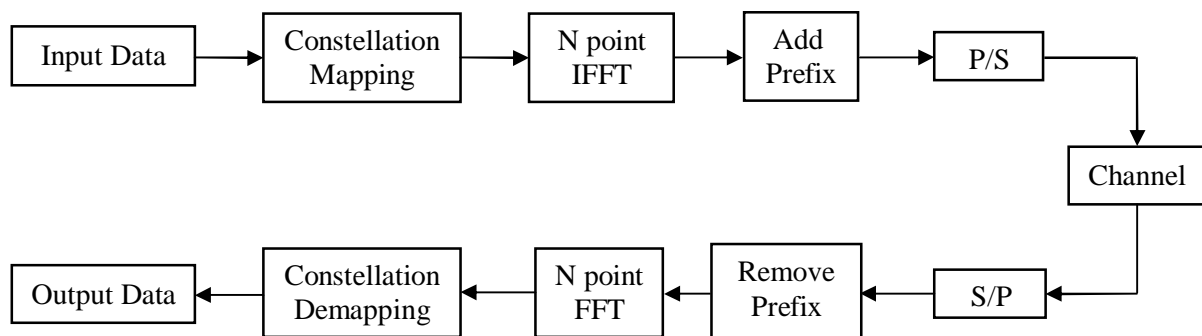 Input Data
Constellation
Mapping
N point
IFFT
Add
Prefix
P/S
Channel
S/P
Remove
Prefix
N point
FFT
Constellation
Demapping
Output Data